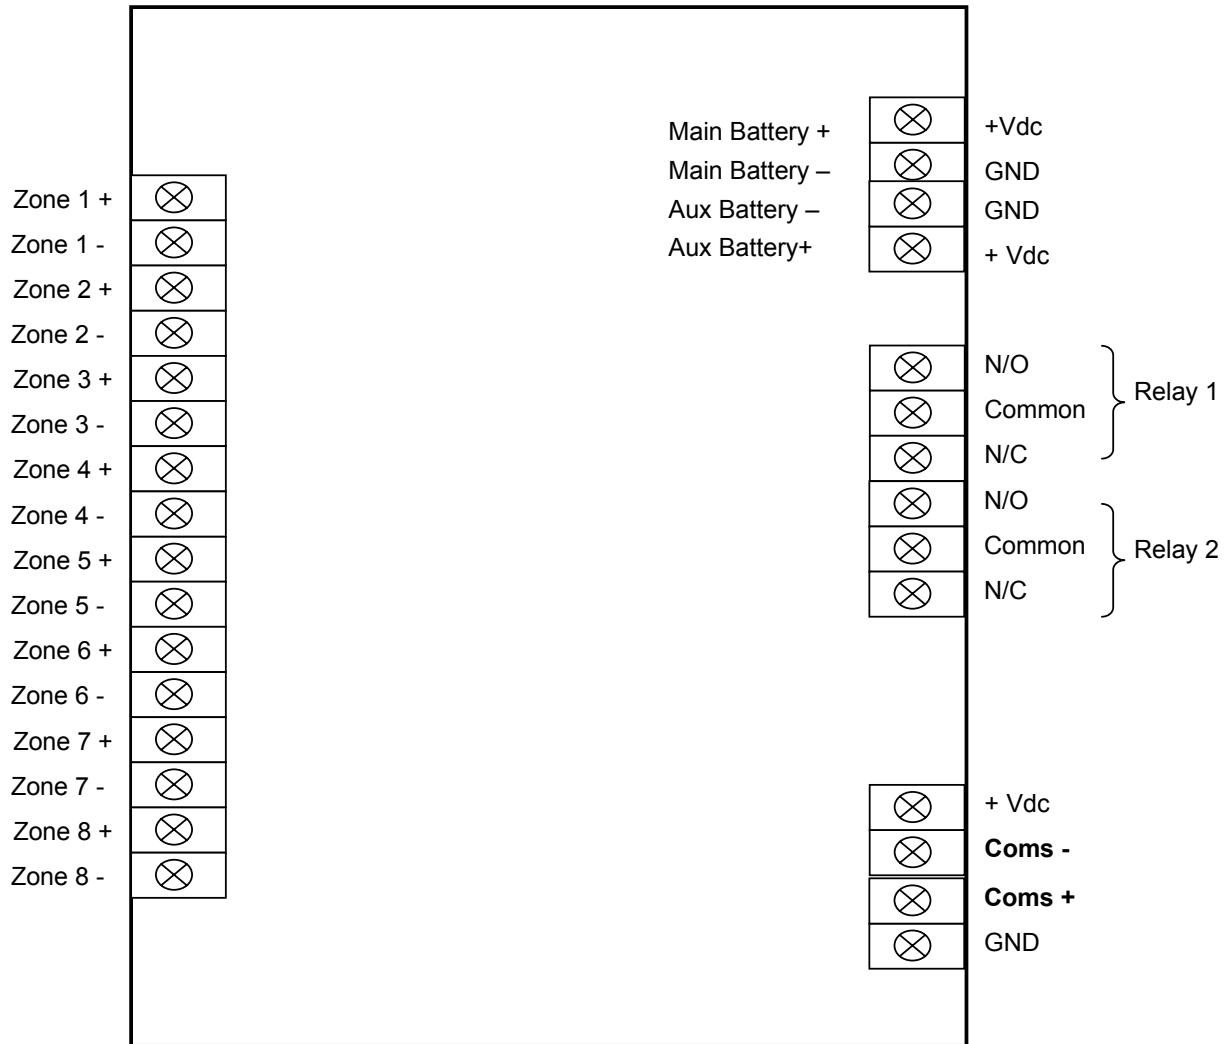 Zone 1 +
Zone 1 -
Zone 2 +
Zone 2 -
Zone 3 +
Zone 3 -
Zone 4 +
Zone 4 -
Zone 5 +
Zone 5 -
Zone 6 +
Zone 6 -
Zone 7 +
Zone 7 -
Zone 8 +
Zone 8 -
Main Battery +
Main Battery –
Aux Battery –
Aux Battery+
+Vdc
GND
GND
+ Vdc
N/O
Common
N/C
Relay 1
N/O
Common
N/C
Relay 2
+ Vdc
Coms -
Coms +
GND